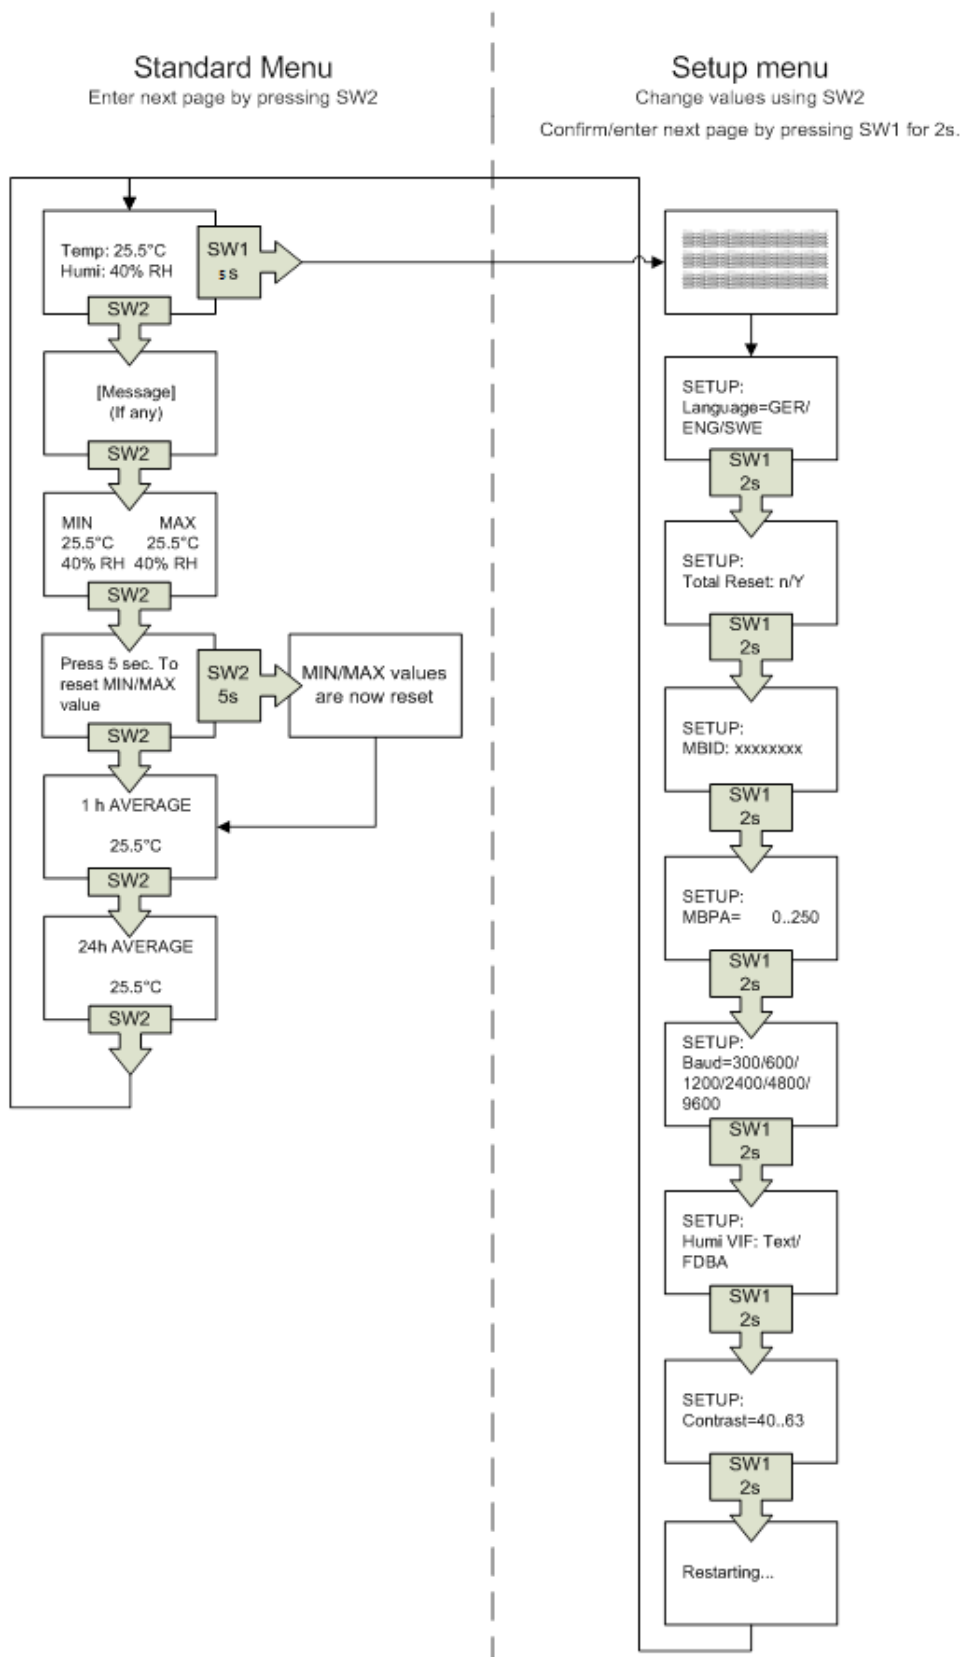 Standard Menu
Enter next page by pressing SW2
Setup menu
Change values using SW2
Confirm/enter next page by pressing SW1 for 2s.
Temp: 25.5°C
Humi: 40% RH
SW1
5 s
SW2
[Message]
(If any)
SW2
MIN MAX
25.5°C 25.5°C
40% RH 40% RH
SW2
Press 5 sec. To
reset MIN/MAX
value
SW2
5s
MIN/MAX values
are now reset
SW2
1 h AVERAGE
25.5°C
SW2
24h AVERAGE
25.5°C
SW2
SETUP:
Language=GER/
ENG/SWE
SW1
2s
SETUP:
Total Reset: n/Y
SW1
2s
SETUP:
MBID: xxxxxxxx
SW1
2s
SETUP:
MBPA= 0..250
SW1
2s
SETUP:
Baud=300/600/
1200/2400/4800/
9600
SW1
2s
SETUP:
Humi VIF: Text/
FDBA
SW1
2s
SETUP:
Contrast=40..63
SW1
2s
Restarting...